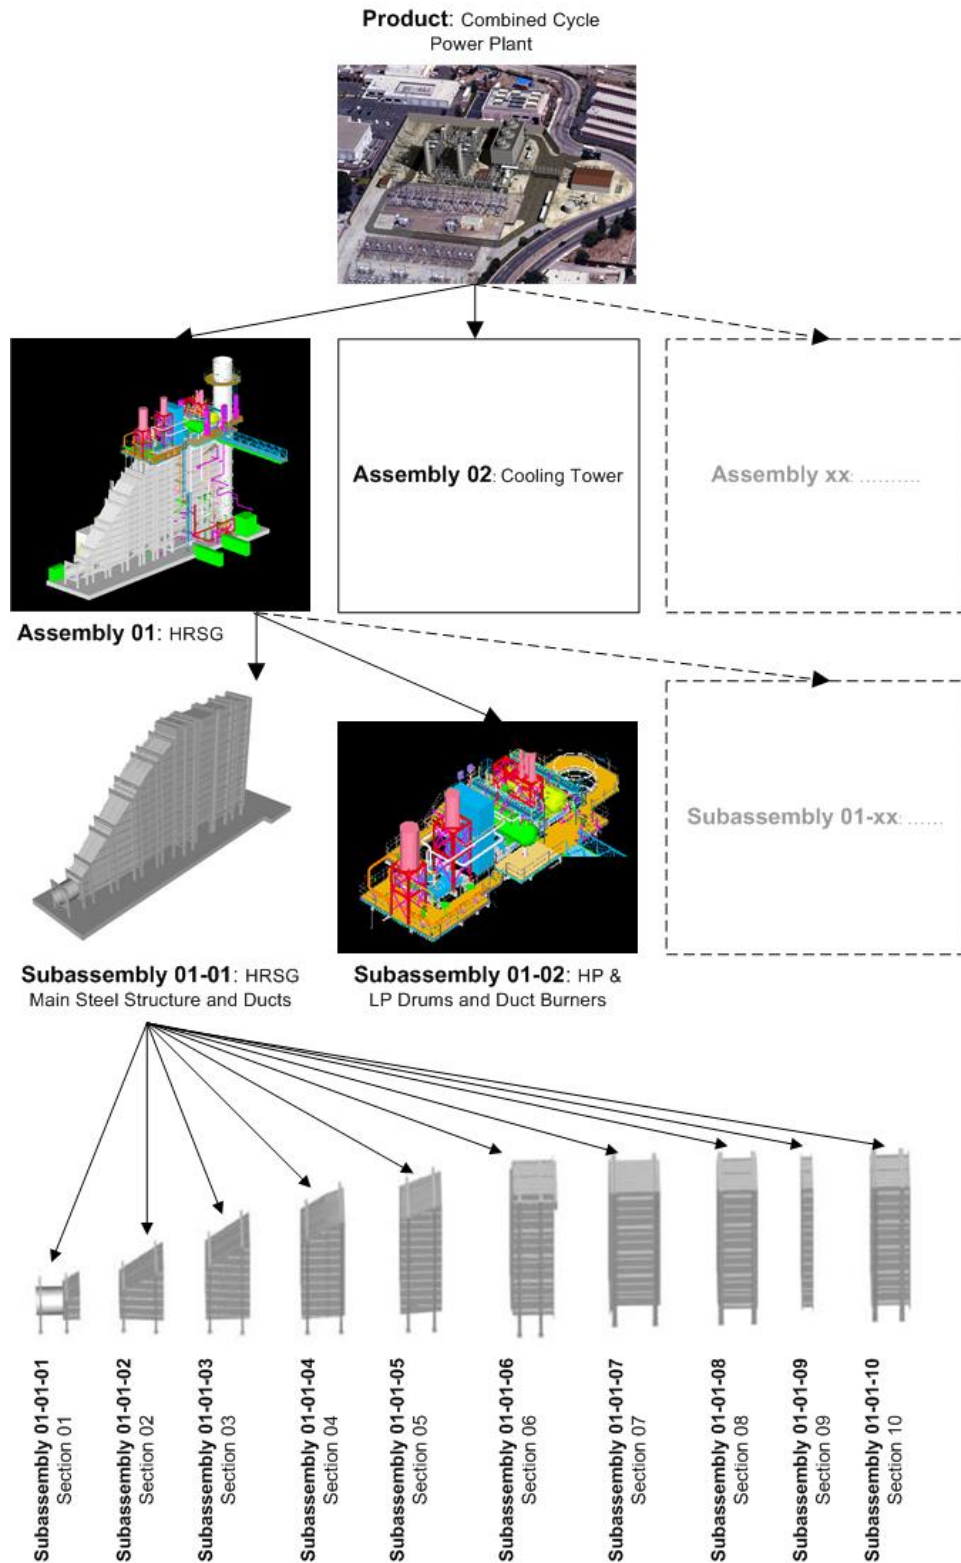 Product: Combined Cycle
Power Plant
Assembly 02: Cooling Tower
Assembly xx: ..........
Assembly 01: HRSG
Subassembly 01-xx: ......
Subassembly 01-01: HRSG
Main Steel Structure and Ducts
Subassembly 01-02: HP &
LP Drums and Duct Burners
Subassembly 01-01-01
Section 01
Subassembly 01-01-02
Section 02
Subassembly 01-01-03
Section 03
Subassembly 01-01-04
Section 04
Subassembly 01-01-05
Section 05
Subassembly 01-01-06
Section 06
Subassembly 01-01-07
Section 07
Subassembly 01-01-08
Section 08
Subassembly 01-01-09
Section 09
Subassembly 01-01-10
Section 10